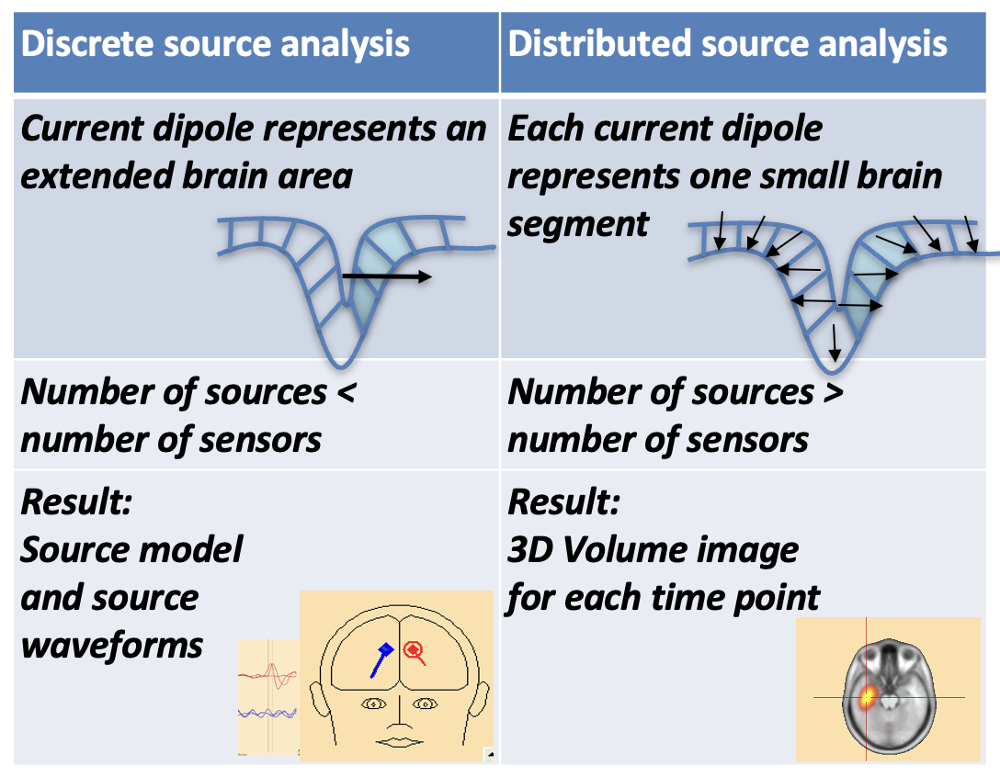 Discrete source analysis
Distributed source analysis
Current dipole represents an
extended brain area
Each current dipole
represents one small brain
segment
Number of sources <
number of sensors
Number of sources >
number of sensors
Result:
Source model
and source
waveforms
Result:
3D Volume image
for each time point